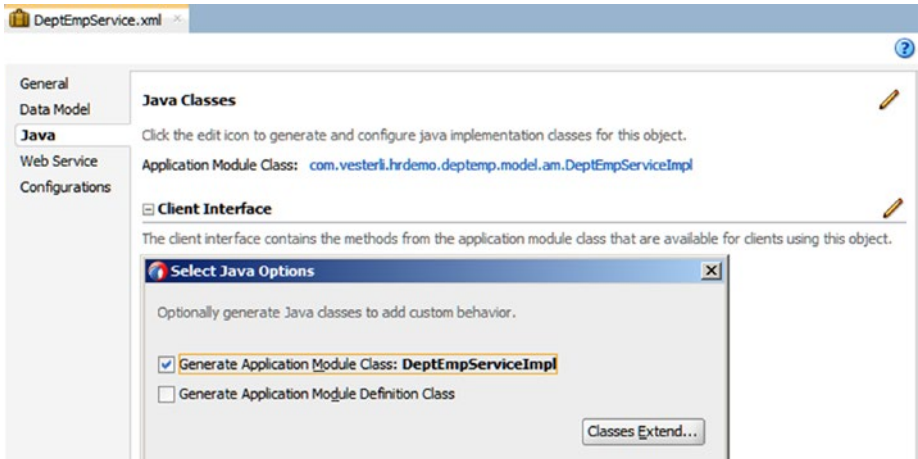 DeptEmpService.xml
General
Data Model
Java
Web Service
Configurations
Java Classes
Click the edit icon to generate and configure java implementation classes for this object.
Application Module Class: com.vesterli.hrdemo.deptemp.model.am.DeptEmpServiceImpl
Client Interface
The client interface contains the methods from the application module class that are available for clients using this object.
Select Java Options
Optionally generate Java classes to add custom behavior.
Generate Application Module Class: DeptEmpServiceImpl
Generate Application Module Definition Class
Classes Extend...